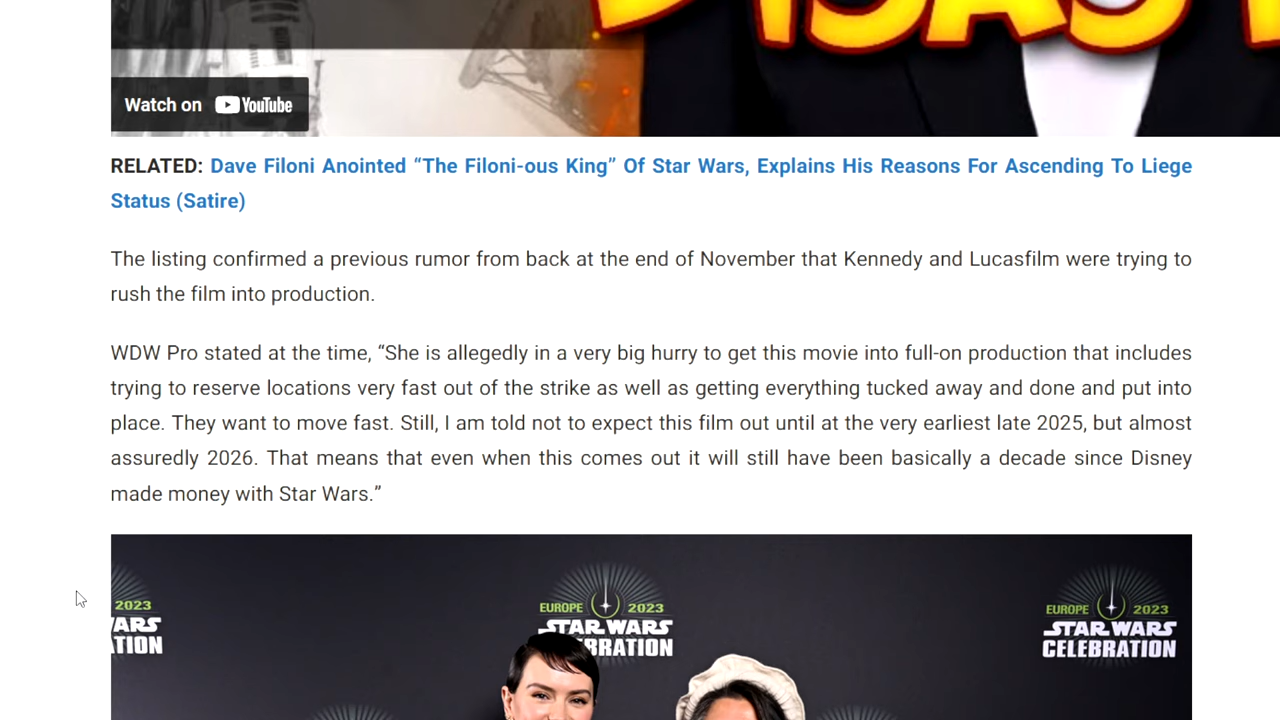 DISAST
Watch on YouTube
RELATED: Dave Filoni Anointed “The Filoni-ous King” Of Star Wars, Explains His Reasons For Ascending To Liege
Status (Satire)
The listing confirmed a previous rumor from back at the end of November that Kennedy and Lucasfilm were trying to
rush the film into production.
WDW Pro stated at the time, “She is allegedly in a very big hurry to get this movie into full-on production that includes
trying to reserve locations very fast out of the strike as well as getting everything tucked away and done and put into
place. They want to move fast. Still, I am told not to expect this film out until at the very earliest late 2025, but almost
assuredly 2026. That means that even when this comes out it will still have been basically a decade since Disney
made money with Star Wars.”
2023
ARS
TION
EUROPE 2023
STAR WARS
BRATION
EUROPE 2023
STAR WARS
CELEBRATION